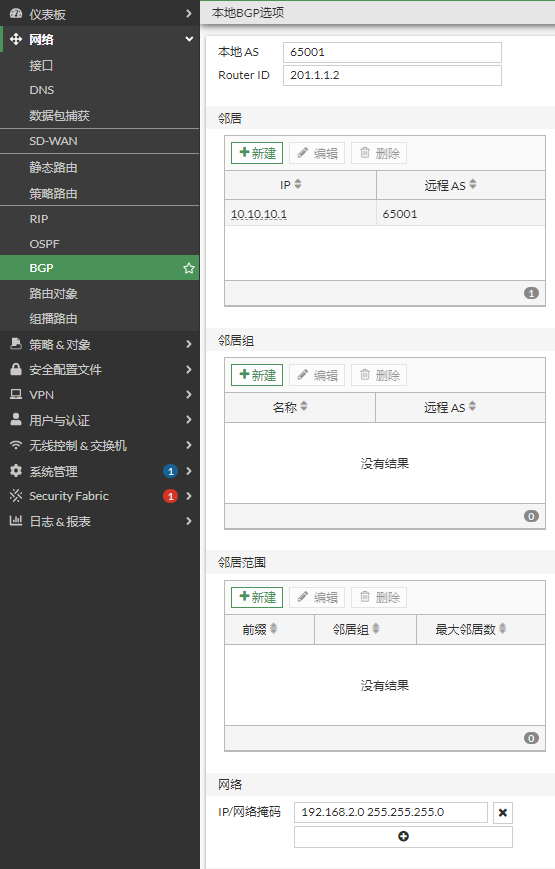 仪表板
网络
接口
DNS
数据包捕获
SD-WAN
静态路由
策略路由
RIP
OSPF
BGP
路由对象
组播路由
策略 & 对象
安全配置文件
VPN
用户与认证
无线控制 & 交换机
系统管理 1
Security Fabric 1
日志 & 报表
本地BGP选项
本地 AS 65001
Router ID 201.1.1.2
邻居
新建 编辑 删除
IP 远程 AS
10.10.10.1 65001
1
邻居组
新建 编辑 删除
名称 远程 AS
没有结果
0
邻居范围
新建 编辑 删除
前缀 邻居组 最大邻居数
没有结果
0
网络
IP/网络掩码 192.168.2.0 255.255.255.0